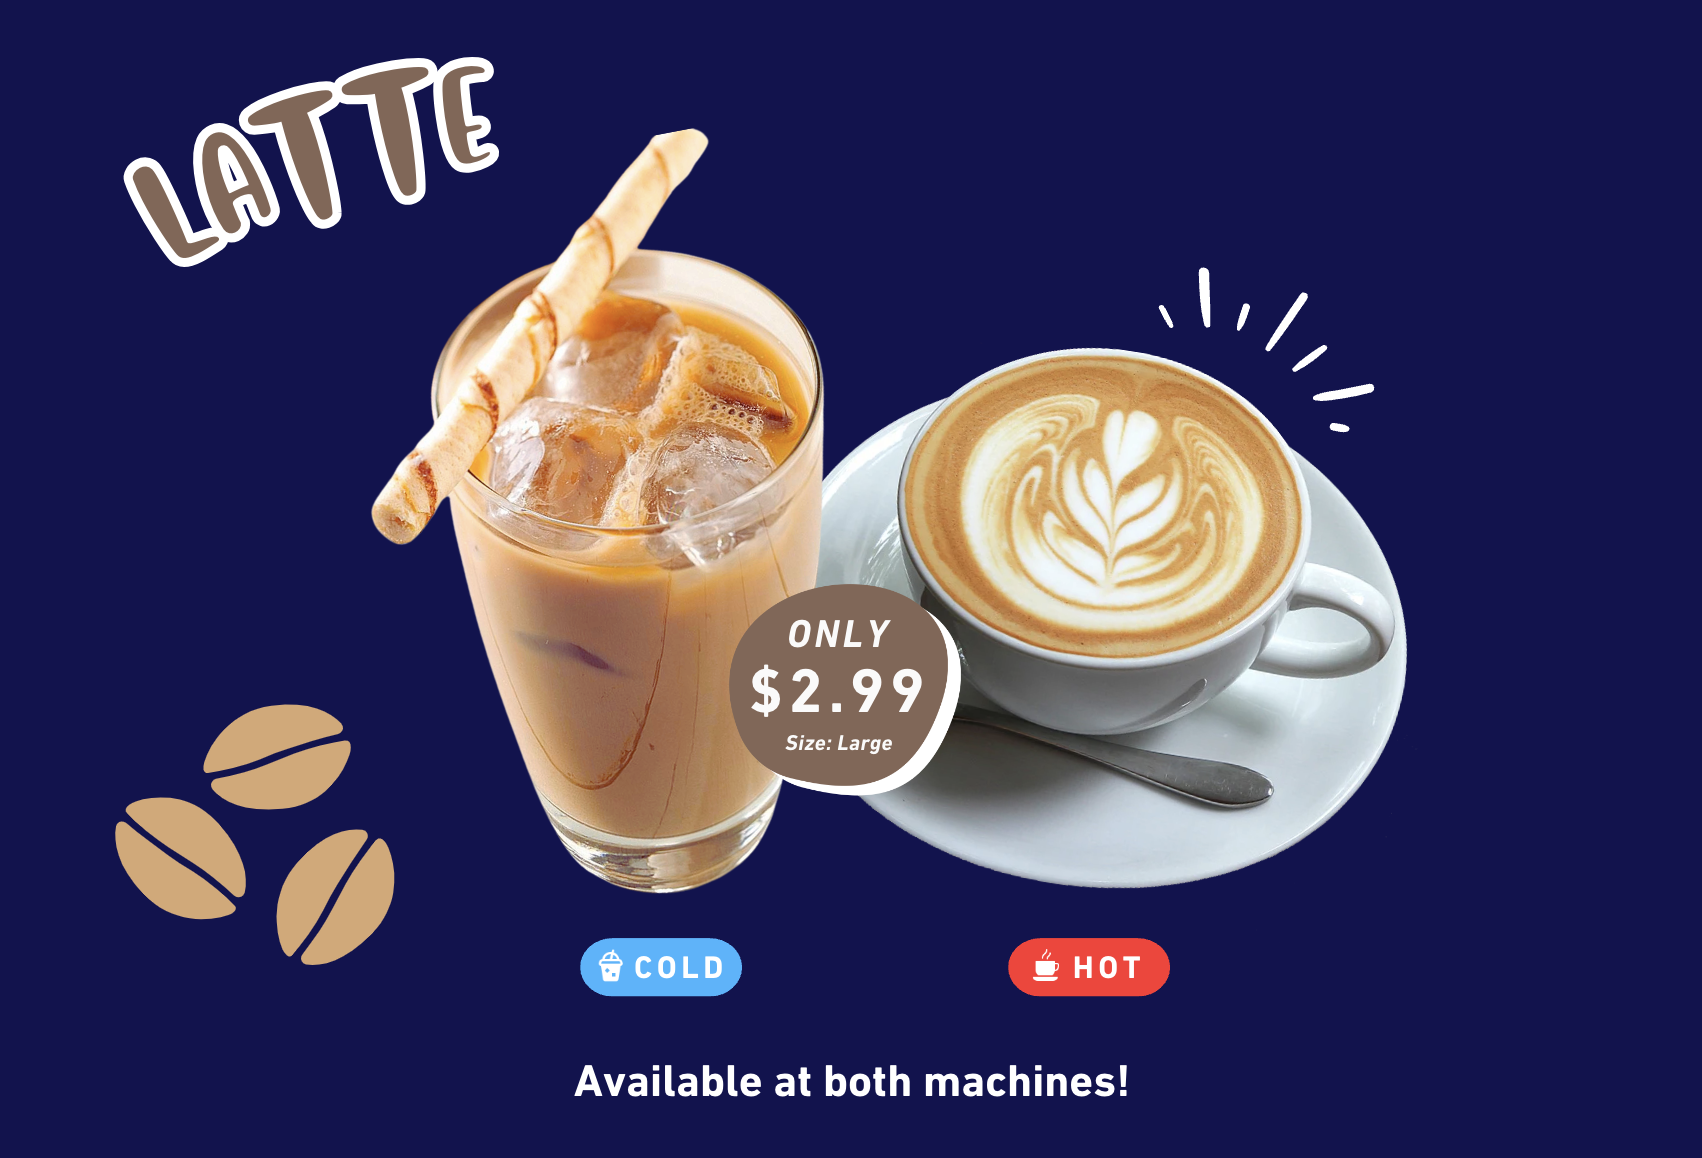 LATTE
ONLY
$2.99
Size: Large
COLD
HOT
Available at both machines!